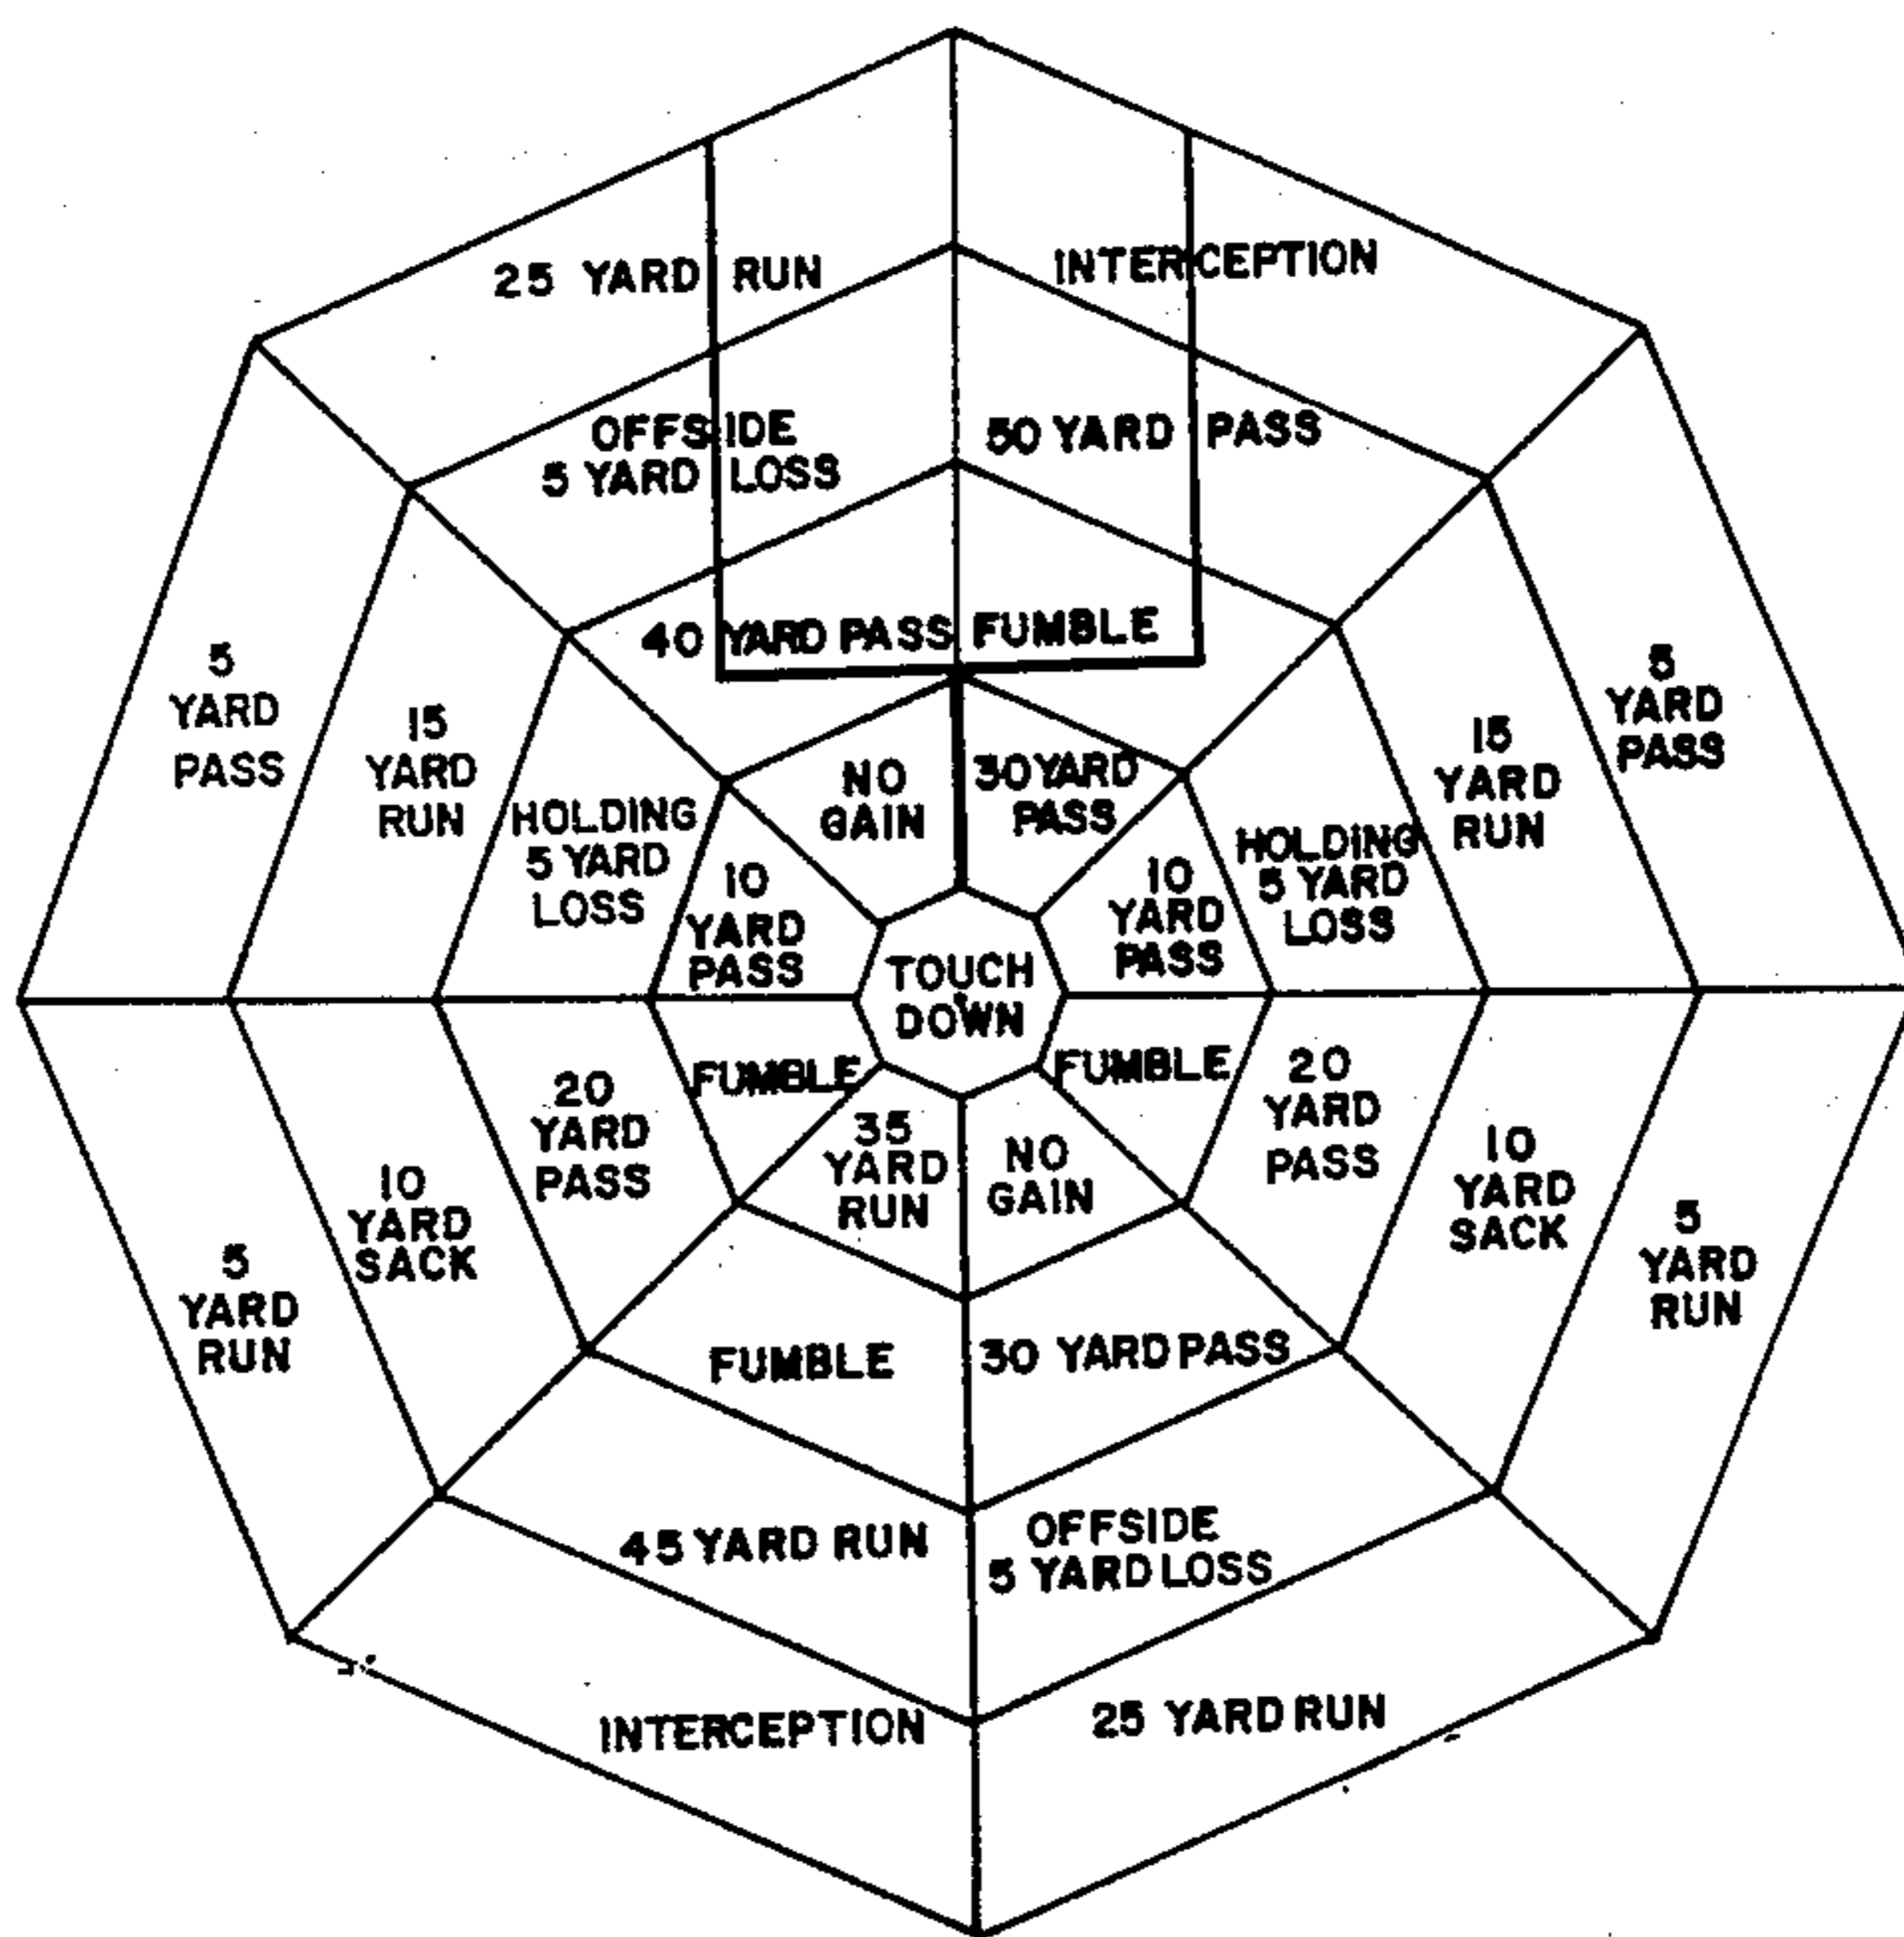 25 YARD RUN
INTERCEPTION
OFFSIDE
5 YARD LOSS
50 YARD PASS
40 YARD PASS
FUMBLE
5
YARD
PASS
15
YARD
RUN
HOLDING
5 YARD
LOSS
10
YARD
PASS
NO
GAIN
30 YARD
PASS
10
YARD
PASS
HOLDING
5 YARD
LOSS
15
YARD
RUN
5
YARD
PASS
TOUCH
DOWN
5
YARD
RUN
10
YARD
SACK
20
YARD
PASS
FUMBLE
35
YARD
RUN
NO
GAIN
FUMBLE
20
YARD
PASS
10
YARD
SACK
5
YARD
RUN
FUMBLE
30 YARD PASS
45 YARD RUN
OFFSIDE
5 YARD LOSS
INTERCEPTION
25 YARD RUN